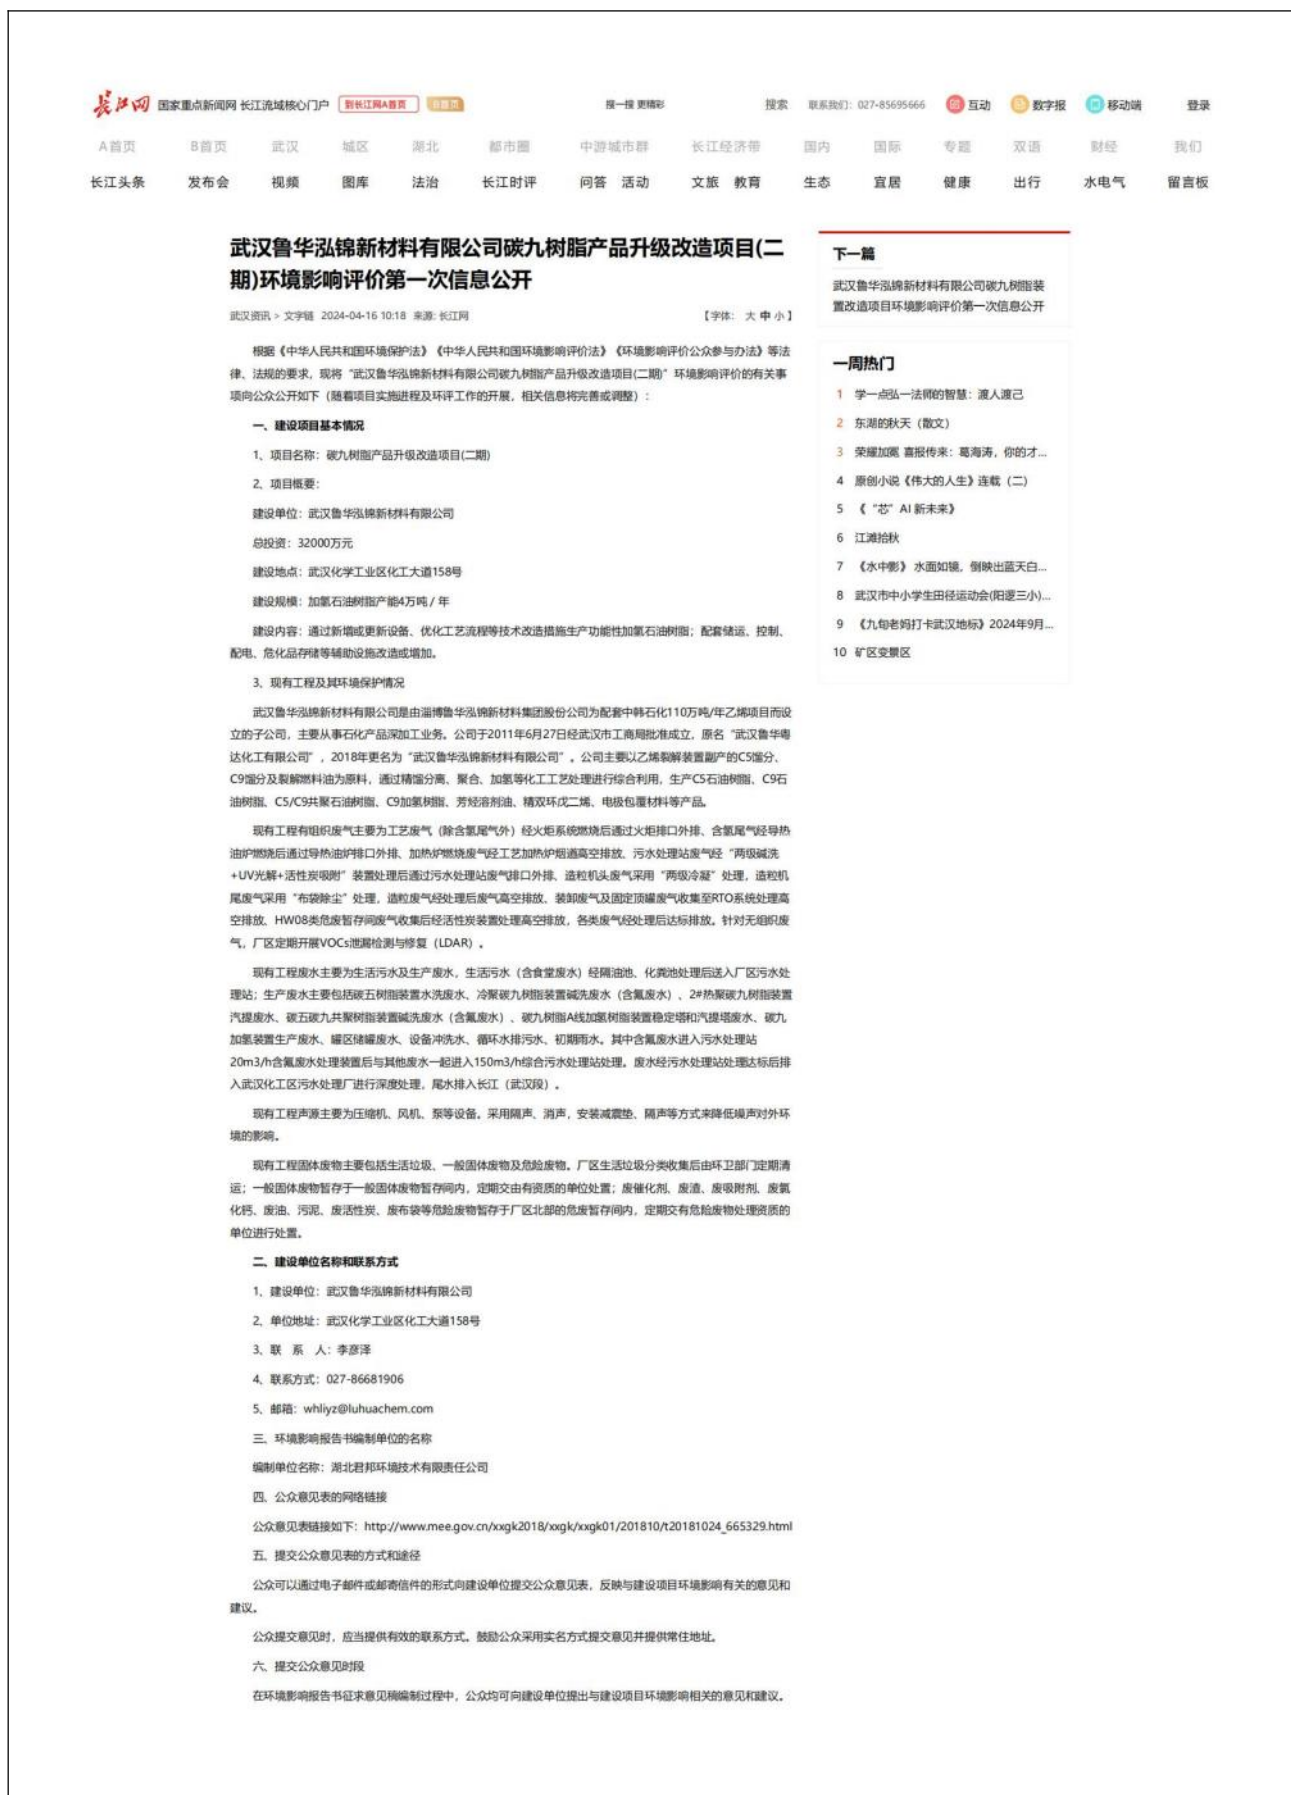 长江网 国家重点新闻网 长江流域核心门户 到长江网A首页 B首页 搜一搜 更精彩 搜索 联系我们：027-85695666 互动 数字报 移动端 登录
A首页 B首页 武汉 城区 湖北 都市圈 中游城市群 长江经济带 国内 国际 专题 双语 财经 我们
长江头条 发布会 视频 图库 法治 长江时评 问答 活动 文旅 教育 生态 宜居 健康 出行 水电气 留言板
武汉鲁华泓锦新材料有限公司碳九树脂产品升级改造项目(二
期)环境影响评价第一次信息公开
武汉资讯 > 文字链 2024-04-16 10:18 来源: 长江网 【字体： 大 中 小】
根据《中华人民共和国环境保护法》《中华人民共和国环境影响评价法》《环境影响评价公众参与办法》等法
律、法规的要求，现将“武汉鲁华泓锦新材料有限公司碳九树脂产品升级改造项目(二期)”环境影响评价的有关事
项向公众公开如下（随着项目实施进程及环评工作的开展，相关信息将完善或调整）：
一、建设项目基本情况
1、项目名称：碳九树脂产品升级改造项目(二期)
2、项目概要：
建设单位：武汉鲁华泓锦新材料有限公司
总投资：32000万元
建设地点：武汉化学工业区化工大道158号
建设规模：加氢石油树脂产能4万吨／年
建设内容：通过新增或更新设备、优化工艺流程等技术改造措施生产功能性加氢石油树脂；配套储运、控制、
配电、危化品存储等辅助设施改造或增加。
3、现有工程及其环境保护情况
武汉鲁华泓锦新材料有限公司是由淄博鲁华泓锦新材料集团股份公司为配套中韩石化110万吨/年乙烯项目而设
立的子公司，主要从事石化产品深加工业务。公司于2011年6月27日经武汉市工商局批准成立，原名“武汉鲁华粤
达化工有限公司”，2018年更名为“武汉鲁华泓锦新材料有限公司”。公司主要以乙烯裂解装置副产的C5馏分、
C9馏分及裂解燃料油为原料，通过精馏分离、聚合、加氢等化工工艺处理进行综合利用，生产C5石油树脂、C9石
油树脂、C5/C9共聚石油树脂、C9加氢树脂、芳烃溶剂油、精双环戊二烯、电极包覆材料等产品。
现有工程有组织废气主要为工艺废气（除含氢尾气外）经火炬系统燃烧后通过火炬排口外排、含氢尾气经导热
油炉燃烧后通过导热油炉排口外排、加热炉燃烧废气经工艺加热炉烟道高空排放、污水处理站废气经“两级碱洗
+UV光解+活性炭吸附”装置处理后通过污水处理站废气排口外排、造粒机头废气采用“两级冷凝”处理，造粒机
尾废气采用“布袋除尘”处理，造粒废气经处理后废气高空排放、装卸废气及固定顶罐废气收集至RTO系统处理高
空排放、HW08类危废暂存间废气收集后经活性炭装置处理高空排放，各类废气经处理后达标排放。针对无组织废
气，厂区定期开展VOCs泄漏检测与修复（LDAR）。
现有工程废水主要为生活污水及生产废水，生活污水（含食堂废水）经隔油池、化粪池处理后送入厂区污水处
理站；生产废水主要包括碳五树脂装置水洗废水、冷聚碳九树脂装置碱洗废水（含氟废水）、2#热聚碳九树脂装置
汽提废水、碳五碳九共聚树脂装置碱洗废水（含氟废水）、碳九树脂A线加氢树脂装置稳定塔和汽提塔废水、碳九
加氢装置生产废水、罐区储罐废水、设备冲洗水、循环水排污水、初期雨水。其中含氟废水进入污水处理站
20m3/h含氟废水处理装置后与其他废水一起进入150m3/h综合污水处理站处理。废水经污水处理站处理达标后排
入武汉化工区污水处理厂进行深度处理，尾水排入长江（武汉段）。
现有工程声源主要为压缩机、风机、泵等设备。采用隔声、消声，安装减震垫、隔声等方式来降低噪声对外环
境的影响。
现有工程固体废物主要包括生活垃圾、一般固体废物及危险废物。厂区生活垃圾分类收集后由环卫部门定期清
运；一般固体废物暂存于一般固体废物暂存间内，定期交由有资质的单位处置；废催化剂、废渣、废吸附剂、废氯
化钙、废油、污泥、废活性炭、废布袋等危险废物暂存于厂区北部的危废暂存间内，定期交有危险废物处理资质的
单位进行处置。
二、建设单位名称和联系方式
1、建设单位：武汉鲁华泓锦新材料有限公司
2、单位地址：武汉化学工业区化工大道158号
3、联 系 人：李彦泽
4、联系方式：027-86681906
5、邮箱：whliyz@luhuachem.com
三、环境影响报告书编制单位的名称
编制单位名称：湖北君邦环境技术有限责任公司
四、公众意见表的网络链接
公众意见表链接如下：http://www.mee.gov.cn/xxgk2018/xxgk/xxgk01/201810/t20181024_665329.html
五、提交公众意见表的方式和途径
公众可以通过电子邮件或邮寄信件的形式向建设单位提交公众意见表，反映与建设项目环境影响有关的意见和
建议。
公众提交意见时，应当提供有效的联系方式。鼓励公众采用实名方式提交意见并提供常住地址。
六、提交公众意见时段
在环境影响报告书征求意见稿编制过程中，公众均可向建设单位提出与建设项目环境影响相关的意见和建议。
下一篇
武汉鲁华泓锦新材料有限公司碳九树脂装
置改造项目环境影响评价第一次信息公开
一周热门
1 学一点弘一法师的智慧：渡人渡己
2 东湖的秋天（散文）
3 荣耀加冕 喜报传来：葛海涛，你的才...
4 原创小说《伟大的人生》连载（二）
5 《“芯”AI 新未来》
6 江滩拾秋
7 《水中影》 水面如镜，倒映出蓝天白...
8 武汉市中小学生田径运动会(阳逻三小)...
9 《九旬老妈打卡武汉地标》2024年9月...
10 矿区变景区